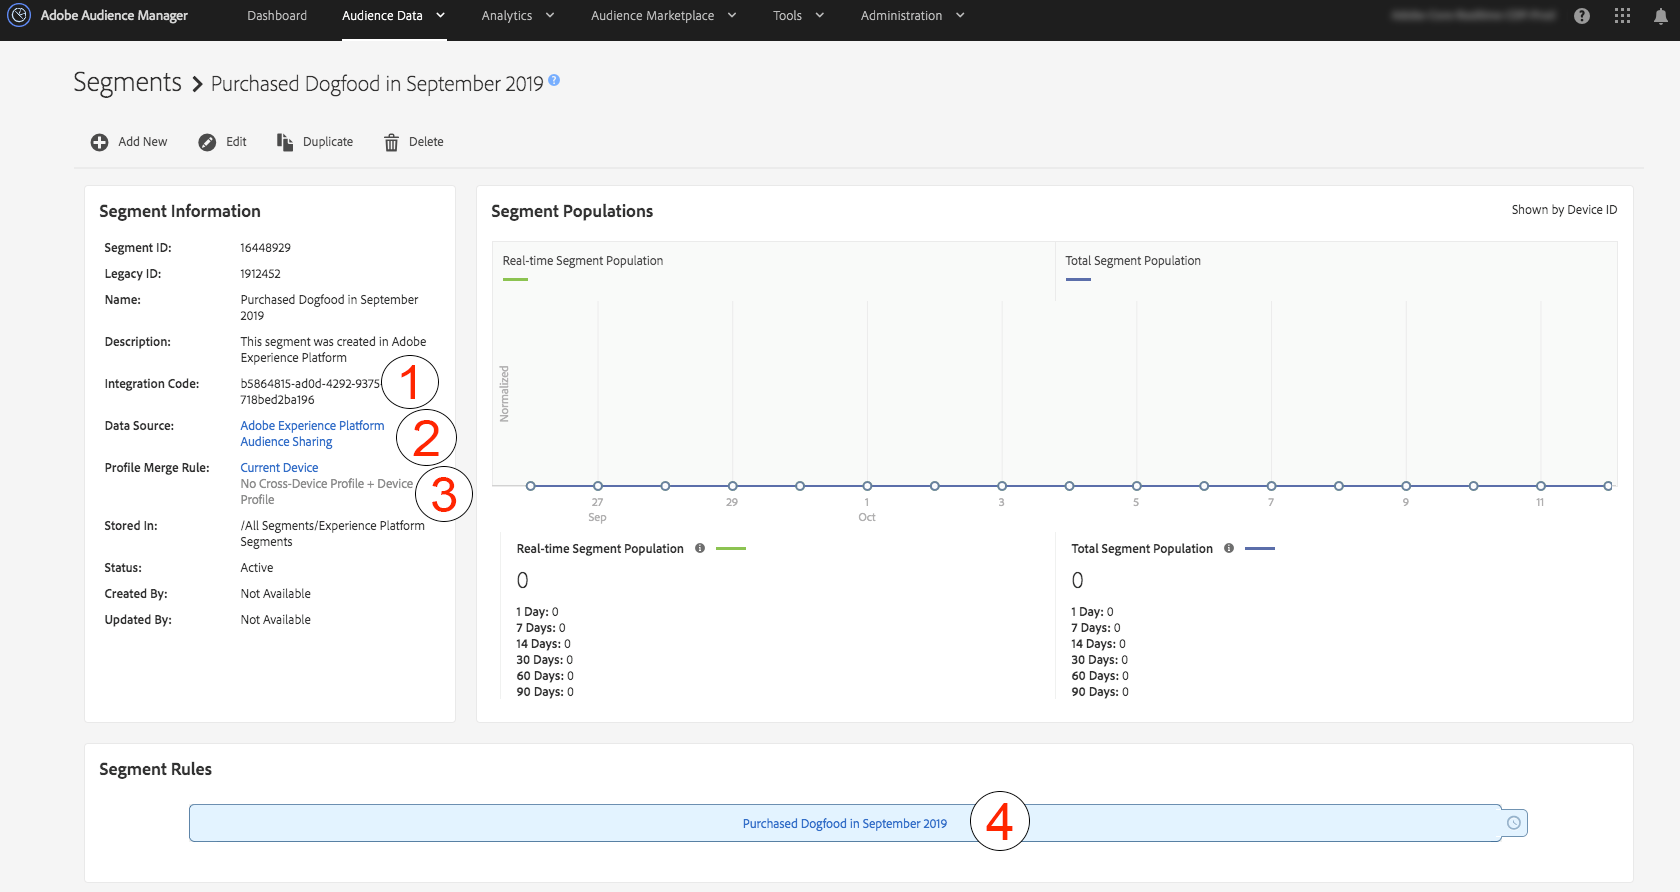 Adobe Audience Manager
Dashboard
Audience Data
Analytics
Audience Marketplace
Tools
Administration
Segments
Purchased Dogfood in September 2019
Add New
Edit
Duplicate
Delete
Segment Information
Segment ID: 16448929
Legacy ID: 1912452
Name: Purchased Dogfood in September
2019
Description: This segment was created in Adobe
Experience Platform
Integration Code: b5864815-ad0d-4292-9375
718bed2ba196
1
Data Source: Adobe Experience Platform
Audience Sharing
2
Profile Merge Rule: Current Device
No Cross-Device Profile + Device
Profile
3
Stored In: /All Segments/Experience Platform
Segments
Status: Active
Created By: Not Available
Updated By: Not Available
Segment Populations
Shown by Device ID
Real-time Segment Population
Total Segment Population
Normalized
27 29 1 3 5 7 9 11
Sep Oct
Real-time Segment Population
0
1 Day: 0
7 Days: 0
14 Days: 0
30 Days: 0
60 Days: 0
90 Days: 0
Total Segment Population
0
1 Day: 0
7 Days: 0
14 Days: 0
30 Days: 0
60 Days: 0
90 Days: 0
Segment Rules
Purchased Dogfood in September 2019
4